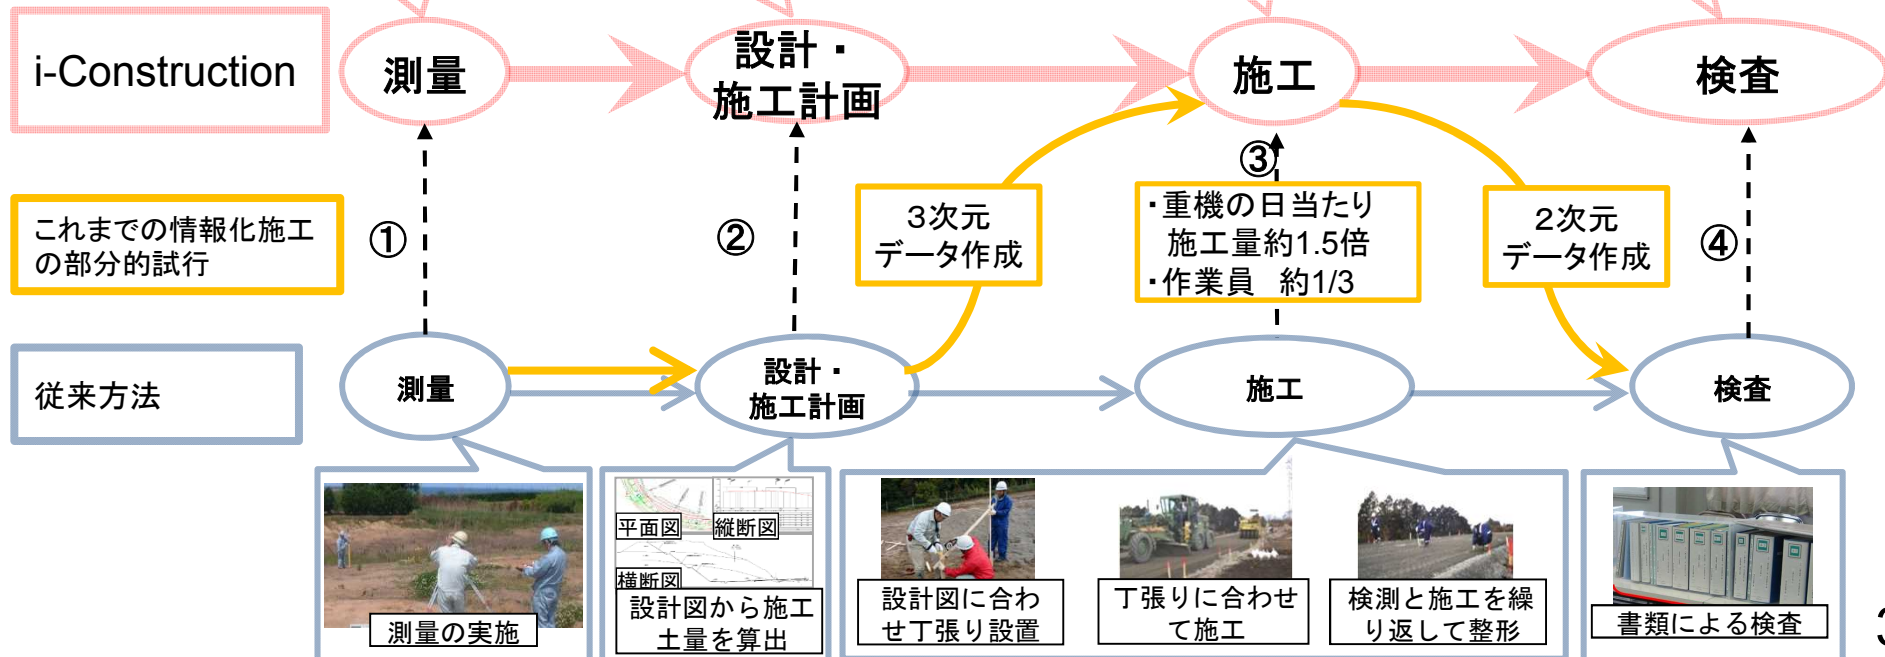 i-Construction
測量
設計・
施工計画
施工
検査
これまでの情報化施工
の部分的試行
①
②
3次元
データ作成
③
・重機の日当たり
施工量約1.5倍
・作業員 約1/3
2次元
データ作成
④
従来方法
測量
設計・
施工計画
施工
検査
測量の実施
平面図
縦断図
横断図
設計図から施工
土量を算出
設計図に合わ
せ丁張り設置
丁張りに合わせ
て施工
検測と施工を繰
り返して整形
書類による検査